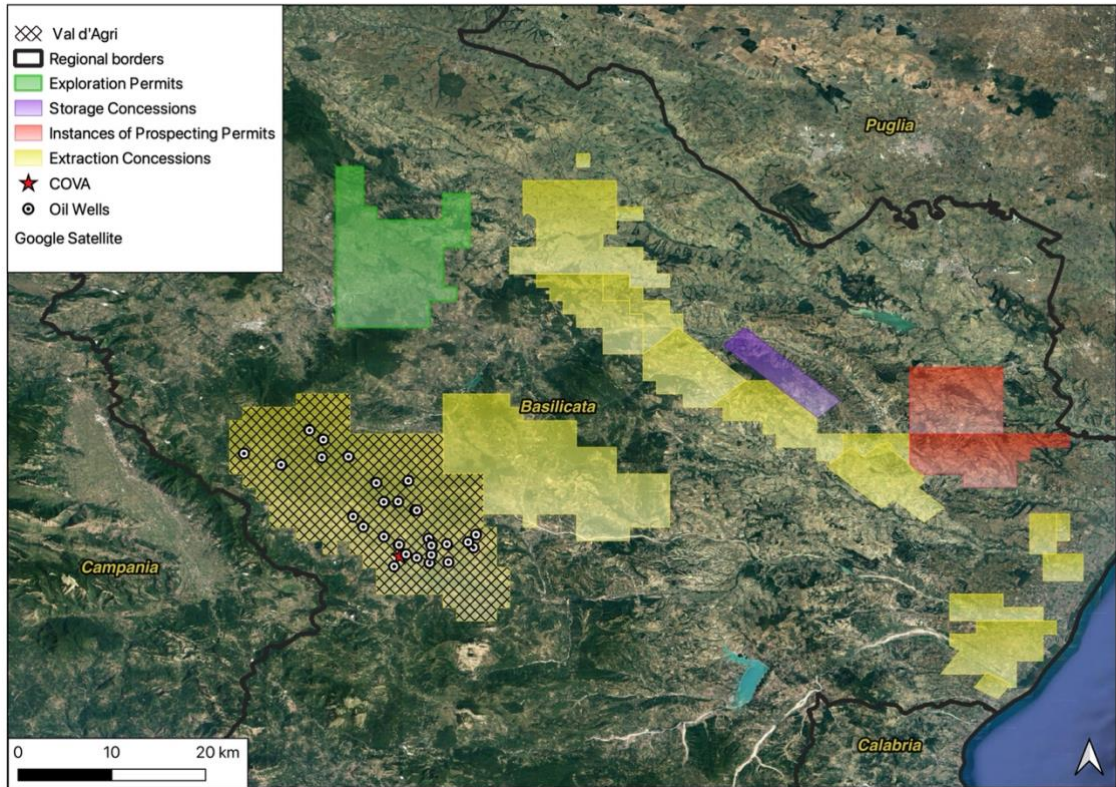 Val d'Agri
Regional borders
Exploration Permits
Storage Concessions
Instances of Prospecting Permits
Extraction Concessions
COVA
Oil Wells
Google Satellite
Puglia
Basilicata
Campania
Calabria
0 10 20 km